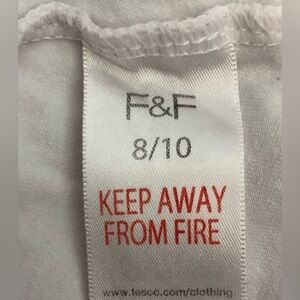 F&F
8/10
KEEP AWAY
FROM FIRE
www.tesco.com/clothing